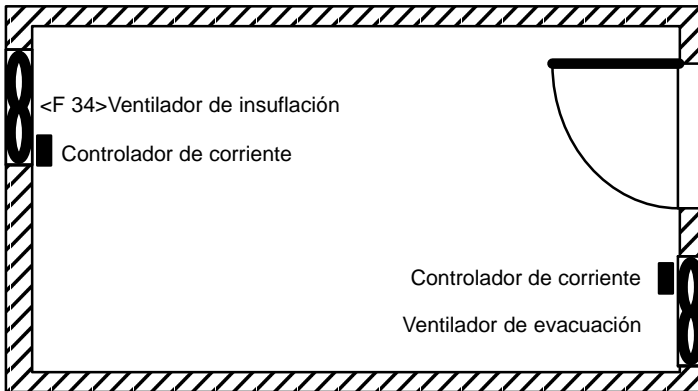 <F 34>Ventilador de insuflación
Controlador de corriente
Controlador de corriente
Ventilador de evacuación